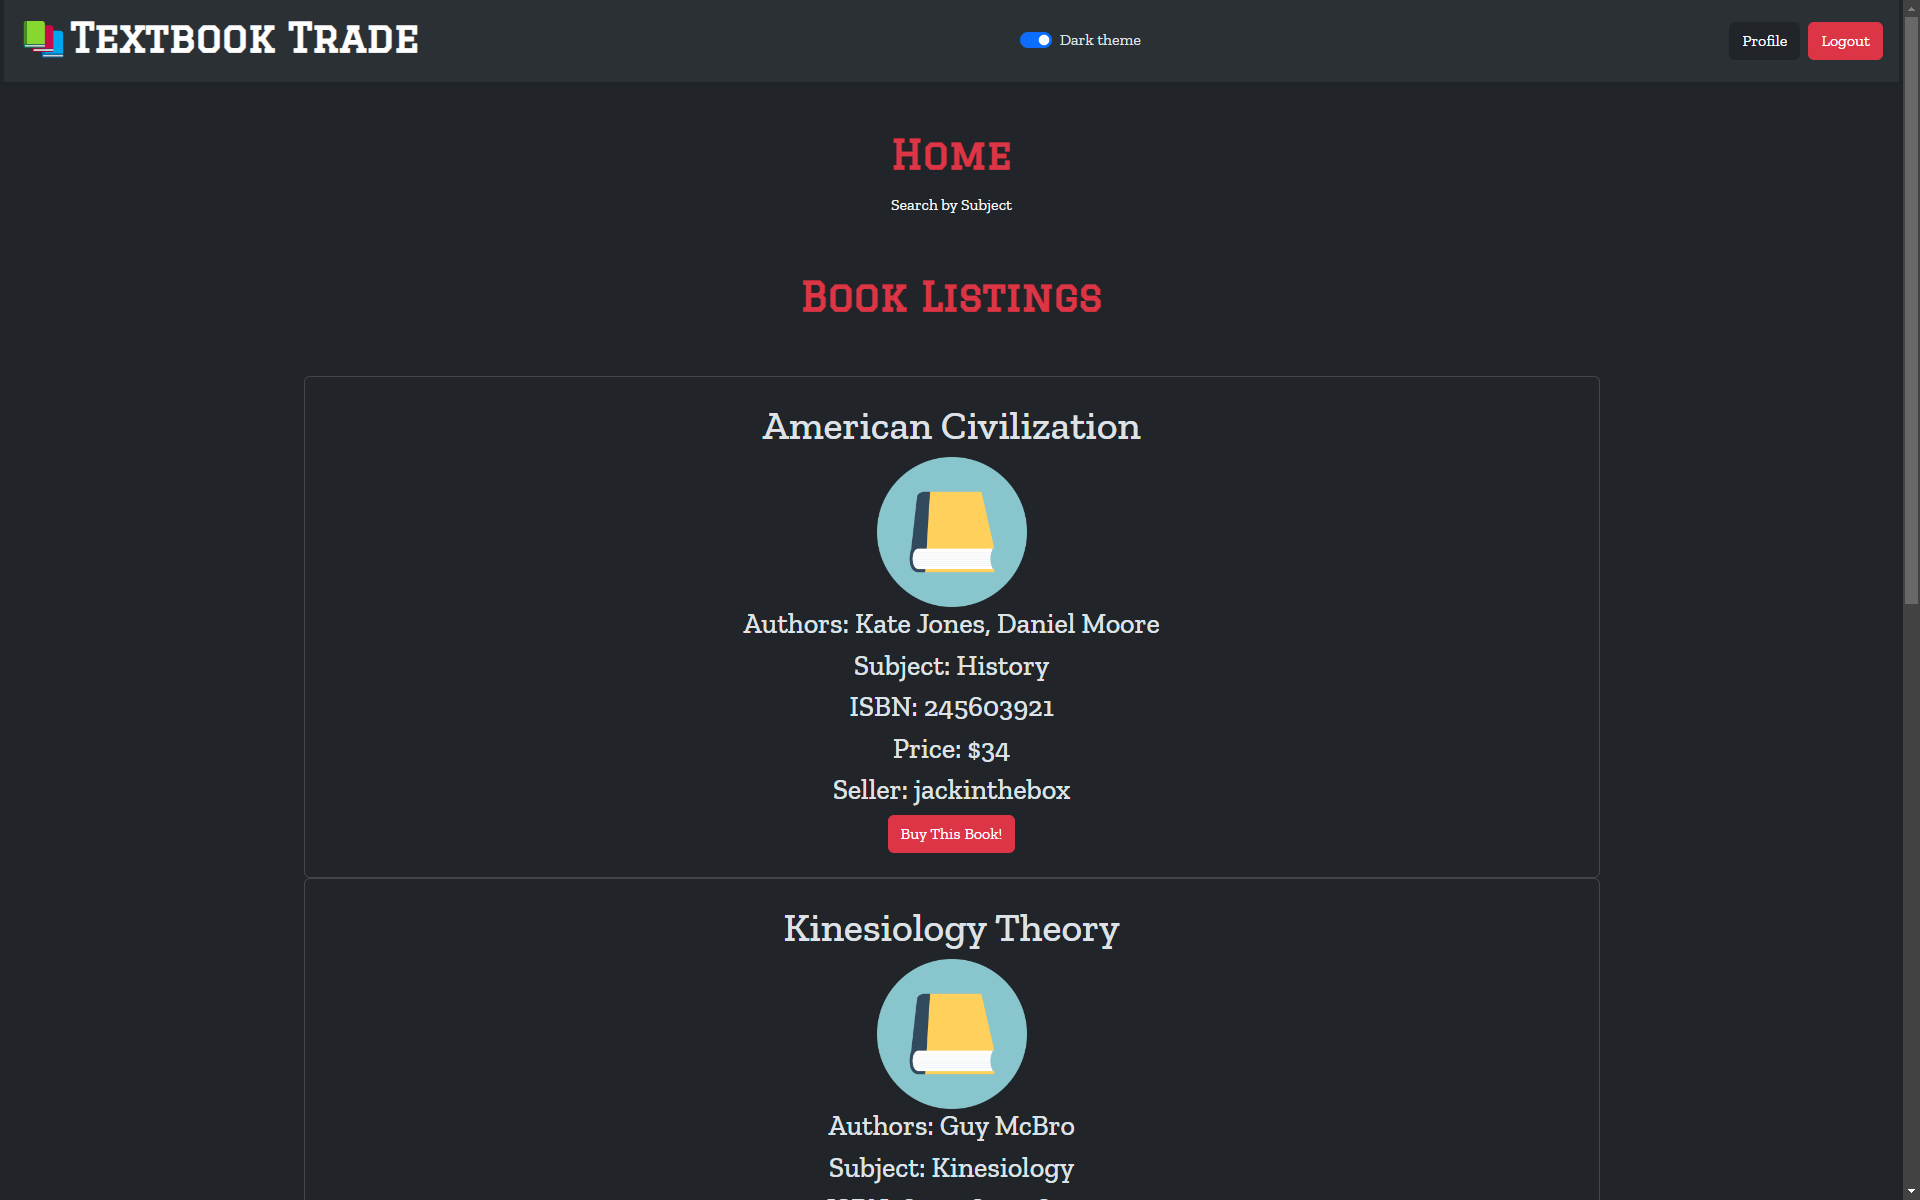 Textbook Trade
Dark theme
Profile
Logout
Home
Search by Subject
Book Listings
American Civilization
Authors: Kate Jones, Daniel Moore
Subject: History
ISBN: 245603921
Price: $34
Seller: jackinthebox
Buy This Book!
Kinesiology Theory
Authors: Guy McBro
Subject: Kinesiology